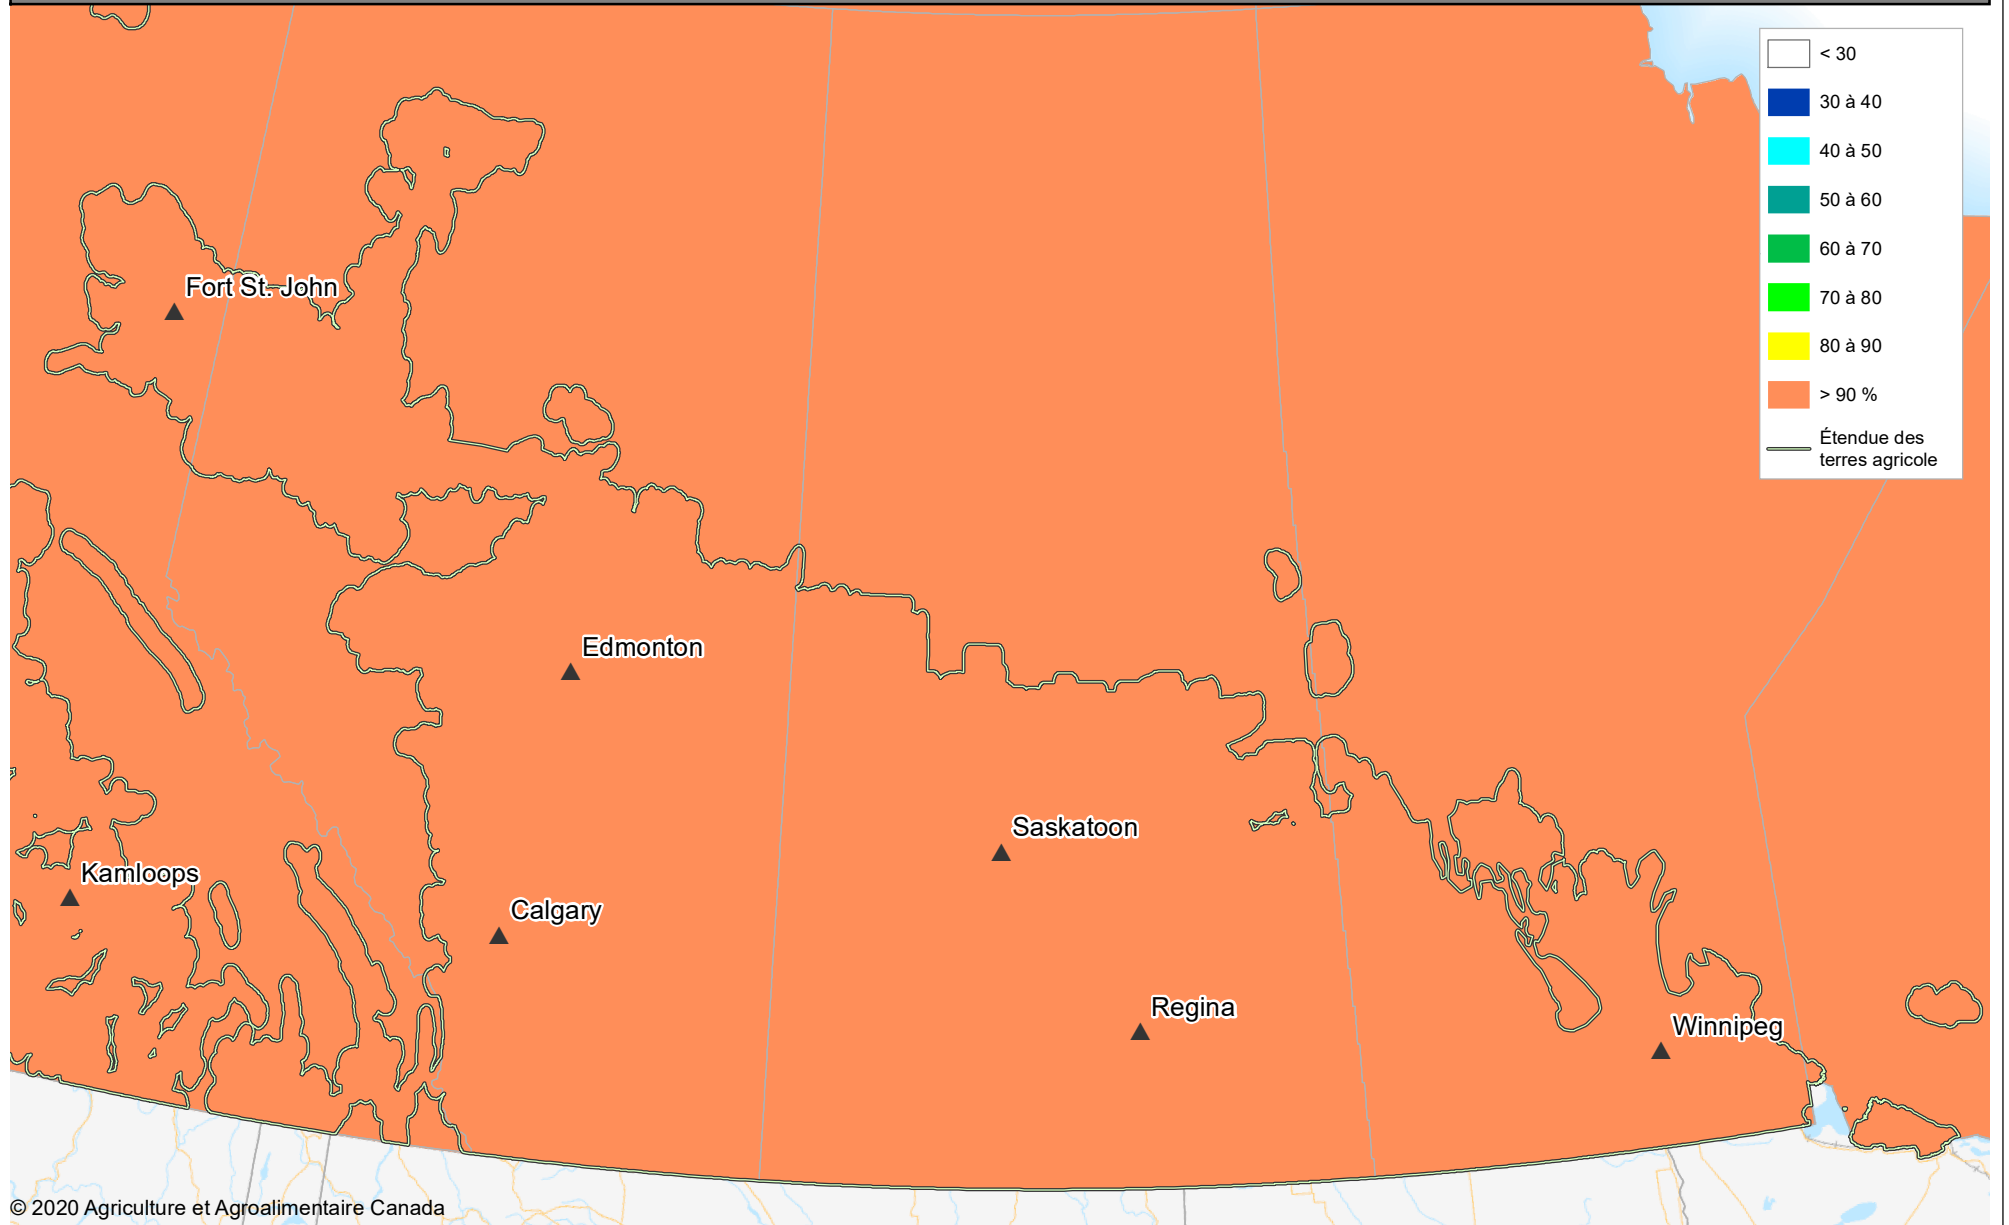 < 30
30 à 40
40 à 50
50 à 60
60 à 70
70 à 80
80 à 90
> 90 %
Étendue des
terres agricole
Fort St. John
Edmonton
Saskatoon
Kamloops
Calgary
Regina
Winnipeg
© 2020 Agriculture et Agroalimentaire Canada